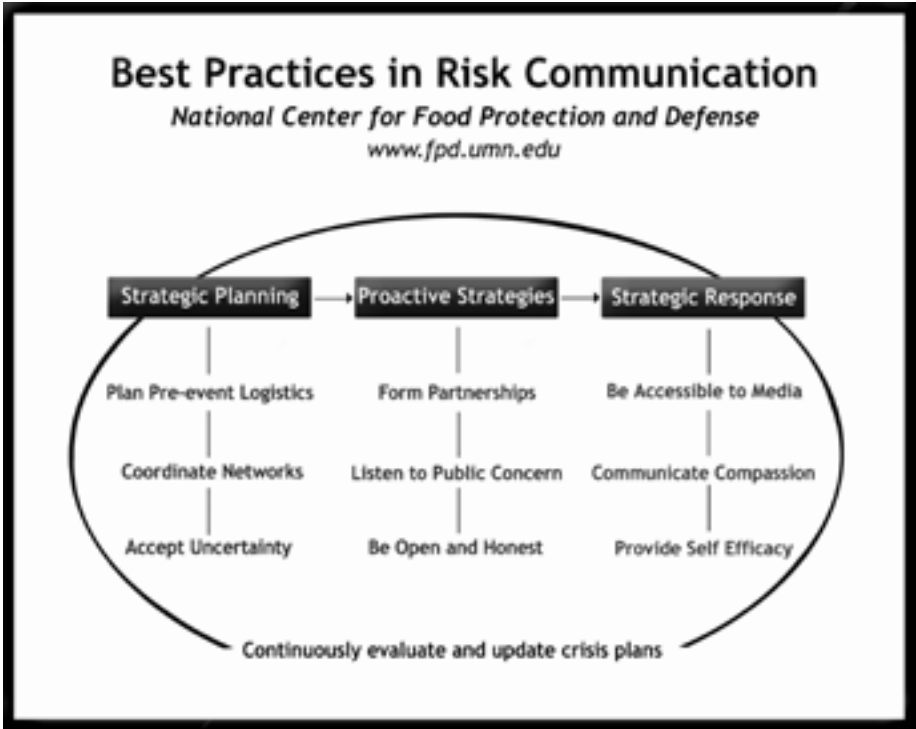 Best Practices in Risk Communication
National Center for Food Protection and Defense
www.fpd.umn.edu
Strategic Planning
Proactive Strategies
Strategic Response
Plan Pre-event Logistics
Form Partnerships
Be Accessible to Media
Coordinate Networks
Listen to Public Concern
Communicate Compassion
Accept Uncertainty
Be Open and Honest
Provide Self Efficacy
Continuously evaluate and update crisis plans